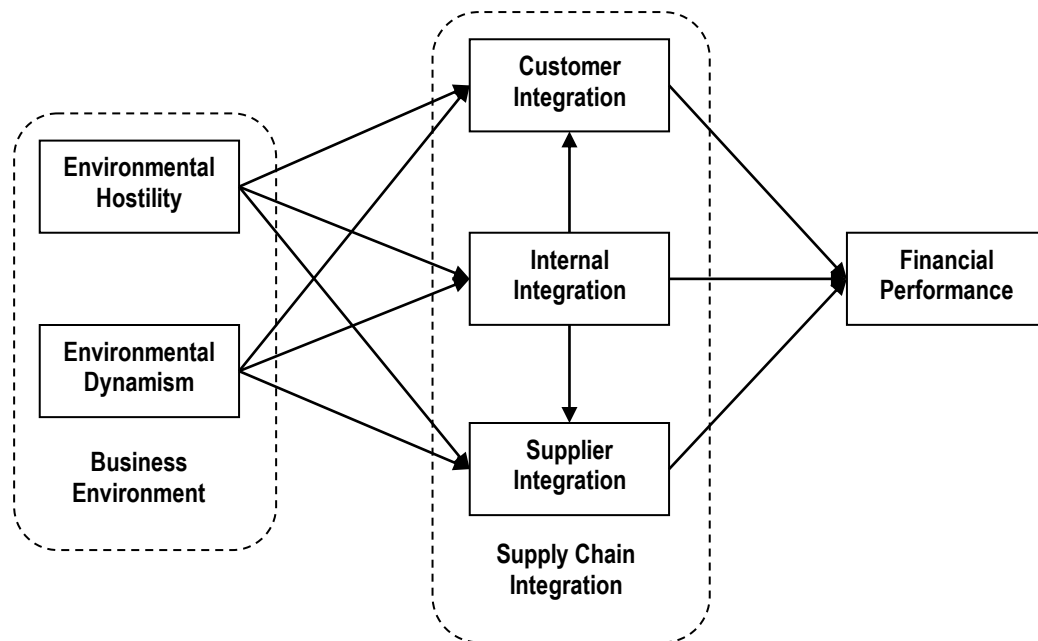 Customer
Integration
Environmental
Hostility
Internal
Integration
Financial
Performance
Environmental
Dynamism
Supplier
Integration
Business
Environment
Supply Chain
Integration